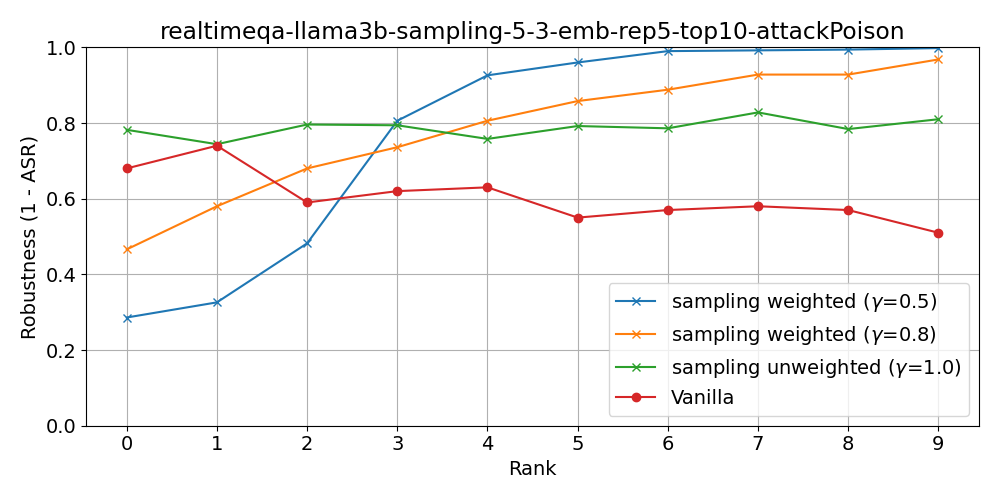 realtimeqa-llama3b-sampling-5-3-emb-rep5-top10-attackPoison
Robustness (1 - ASR)
1.0
0.8
0.6
0.4
0.2
0.0
0 1 2 3 4 5 6 7 8 9
Rank
sampling weighted (γ=0.5)
sampling weighted (γ=0.8)
sampling unweighted (γ=1.0)
Vanilla